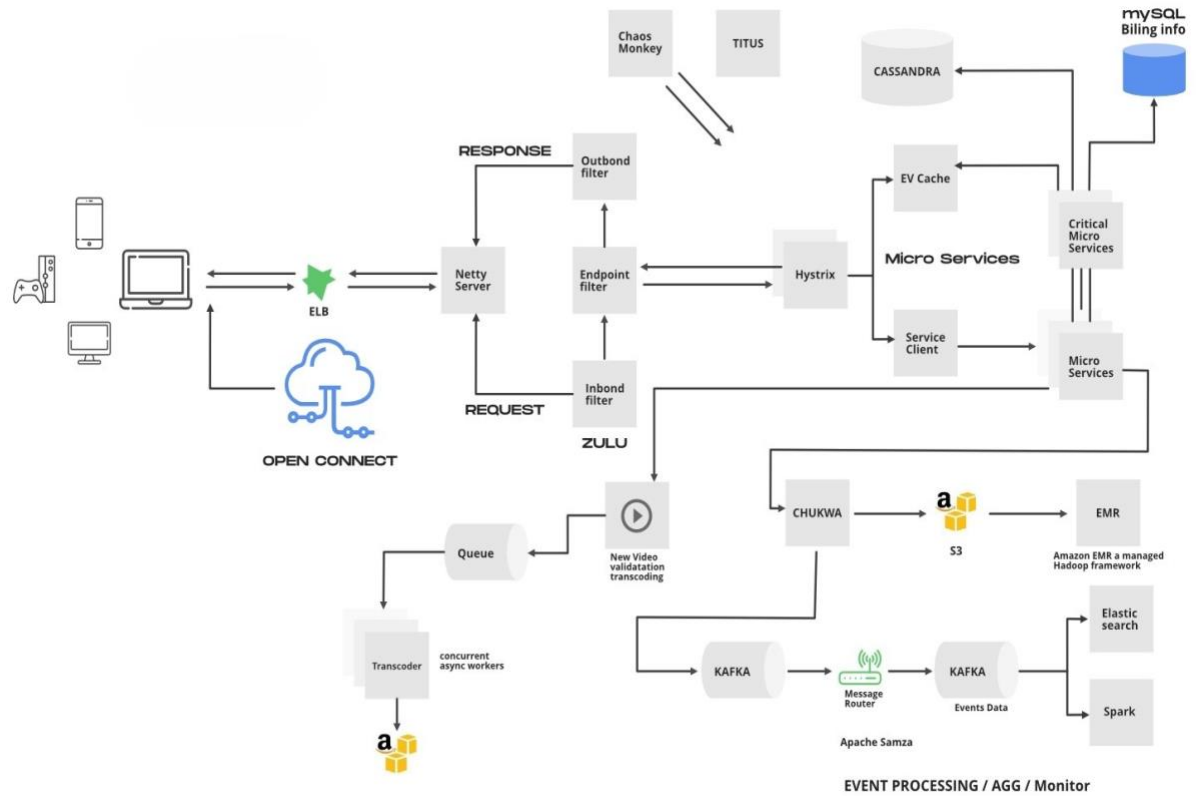 mySQL
Biling info
Chaos
Monkey
TITUS
CASSANDRA
RESPONSE
Outbond
filter
EV Cache
Critical
Micro
Services
Micro Services
Netty
Server
Endpoint
filter
Hystrix
ELB
Service
Client
Micro
Services
Inbond
filter
REQUEST
ZULU
OPEN CONNECT
CHUKWA
a
S3
EMR
Amazon EMR a managed
Hadoop framework
Queue
New Video
validatation
transcoding
Elastic
search
Transcoder
concurrent
async workers
KAFKA
Message
Router
KAFKA
Events Data
Spark
a
Apache Samza
EVENT PROCESSING / AGG / Monitor